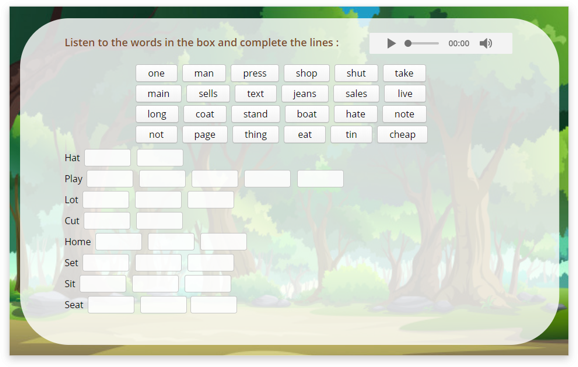 Listen to the words in the box and complete the lines : 00:00
one man press shop shut take
main sells text jeans sales live
long coat stand boat hate note
not page thing eat tin cheap
Hat
Play
Lot
Cut
Home
Set
Sit
Seat